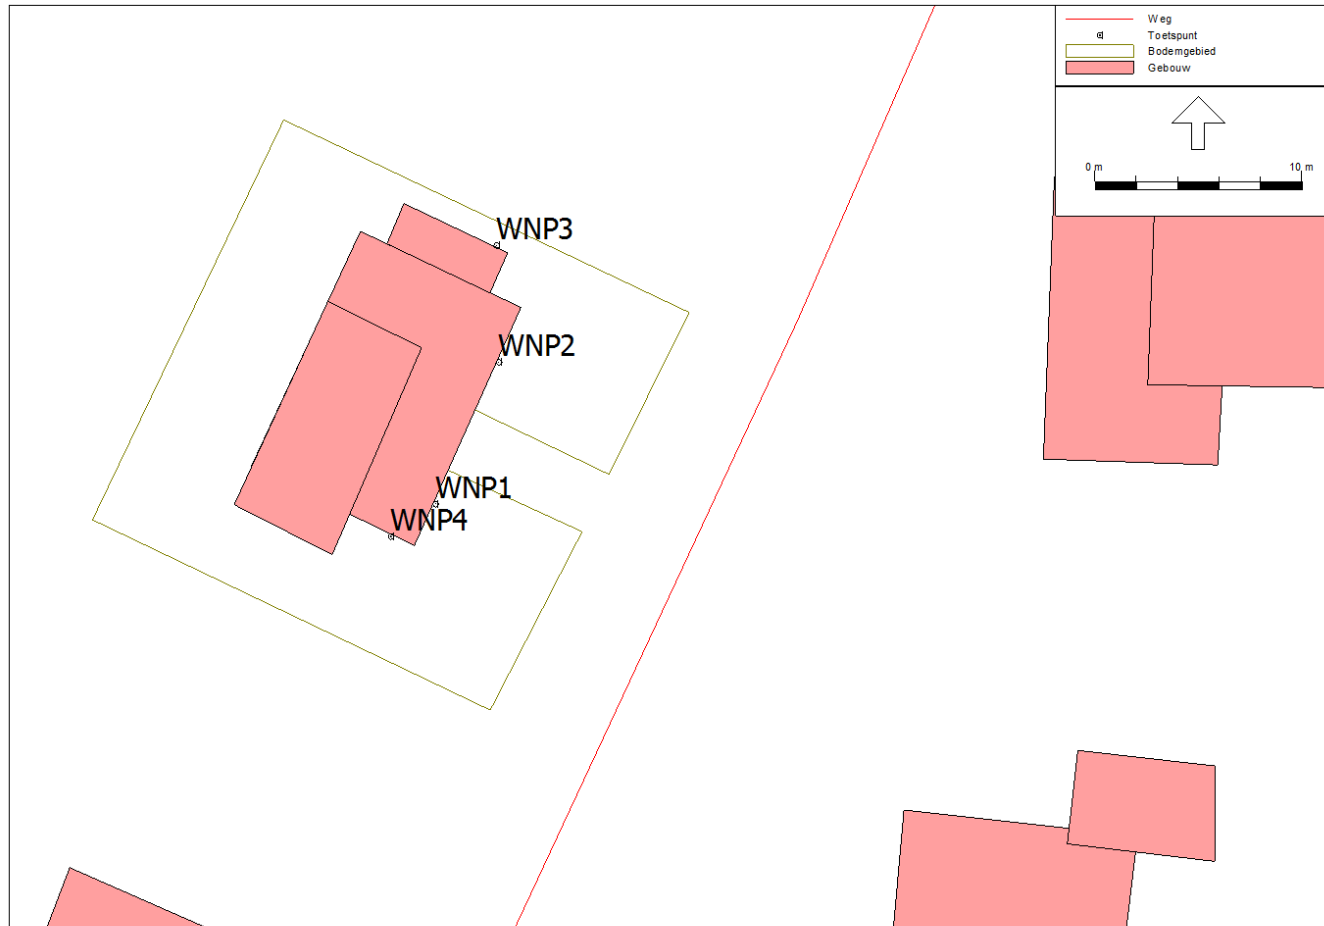 Weg
Toetspunt
Bodemgebied
Gebouw
0 m 10 m
WNP3
WNP2
WNP1
WNP4